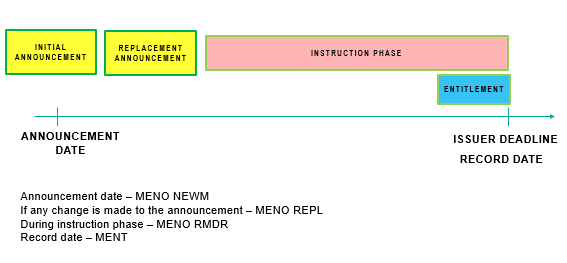 INITIAL
ANNOUNCEMENT
REPLACEMENT
ANNOUNCEMENT
INSTRUCTION PHASE
ENTITLEMENT
ANNOUNCEMENT
DATE
ISSUER DEADLINE
RECORD DATE
Announcement date – MENO NEWM
If any change is made to the announcement – MENO REPL
During instruction phase – MENO RMDR
Record date – MENT